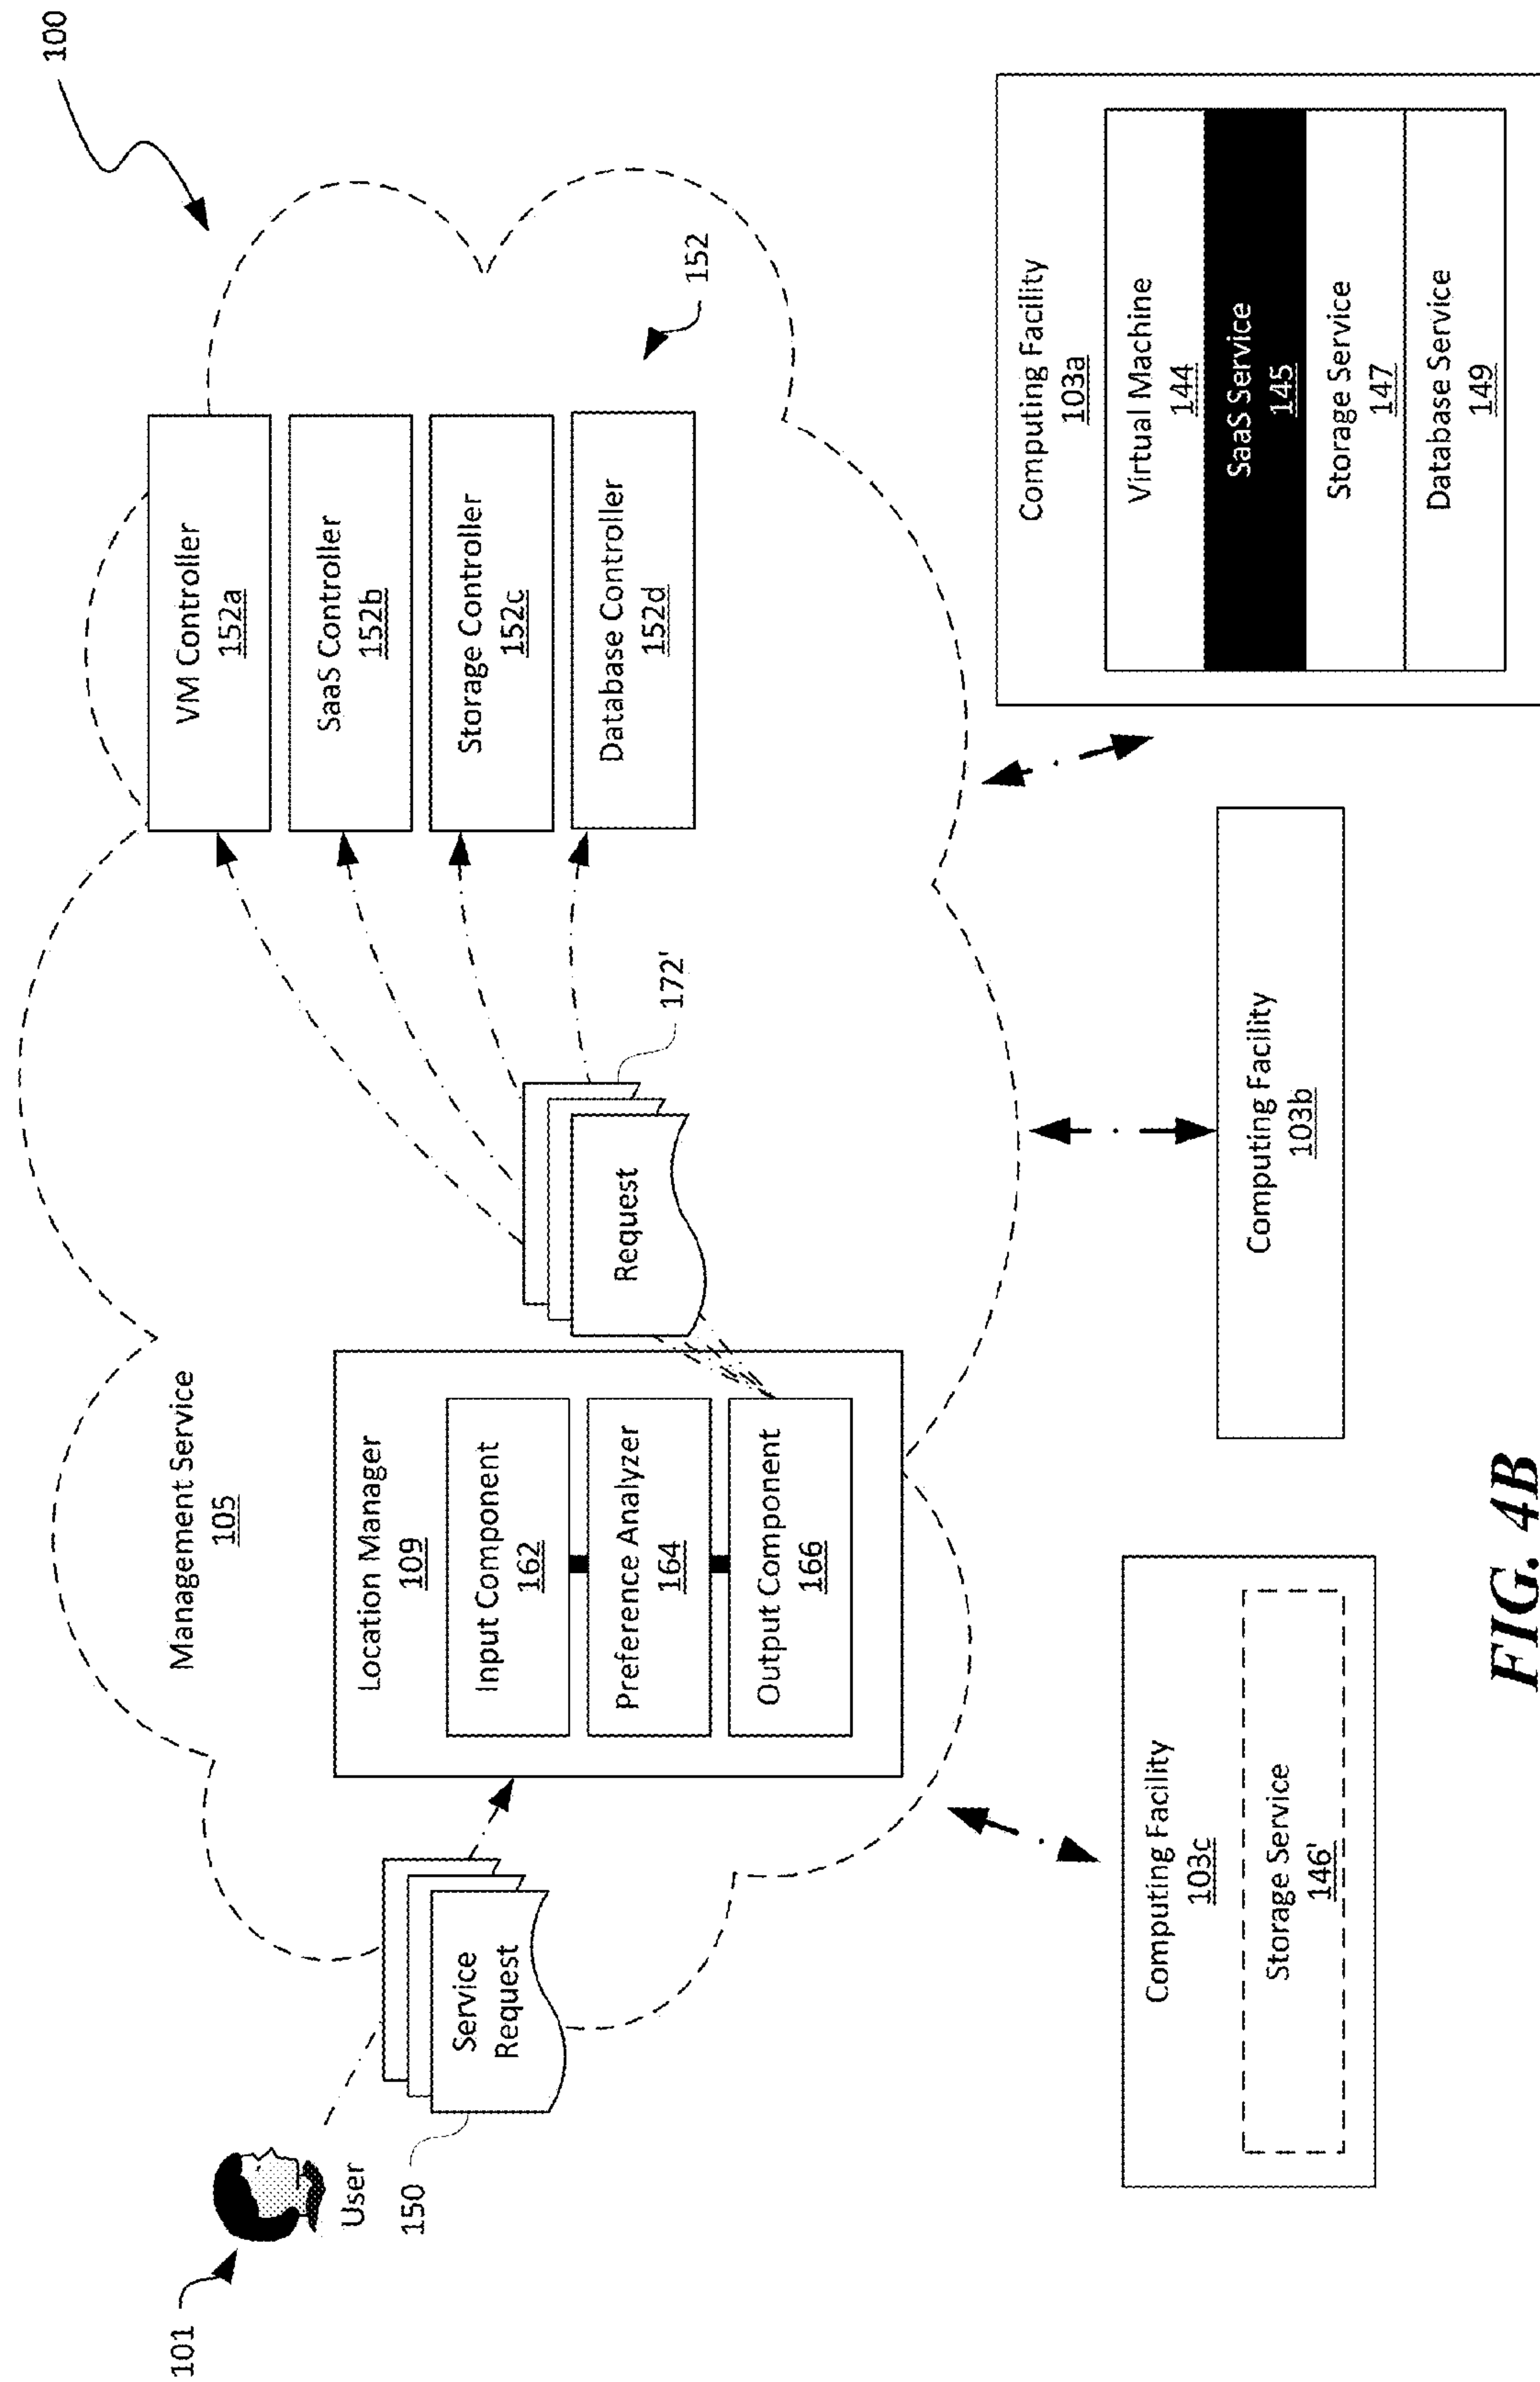 100
Management Service
105
101
User
150
Service
Request
Location Manager
109
Input Component
162
Preference Analyzer
164
Output Component
166
Request
172'
VM Controller
152a
SaaS Controller
152b
Storage Controller
152c
Database Controller
152d
152
Computing Facility
103c
Storage Service
146'
Computing Facility
103b
Computing Facility
103a
Virtual Machine
144
SaaS Service
145
Storage Service
147
Database Service
149
FIG. 4B